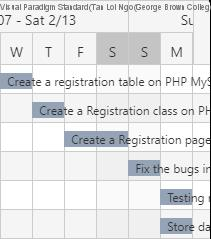 Visual Paradigm Standard(Tai Loi Ngo(George Brown Colleg
07 - Sat 2/13 Su
W T F S S M
Create a registration table on PHP MyS
Create a Registration class on PH
Create a Registration page
Fix the bugs in
Testing
Store da